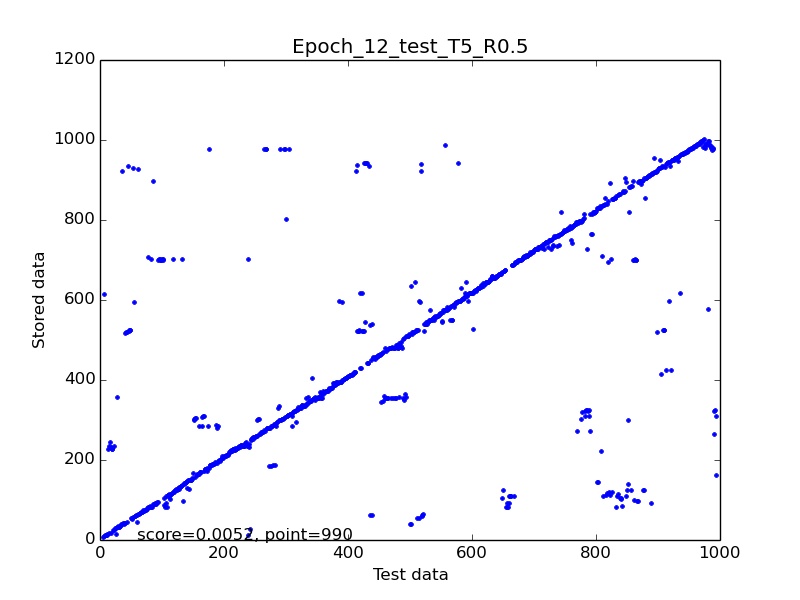 Epoch_12_test_T5_R0.5
1200
1000
800
600
400
200
0
Stored data
score=0.0052, point=990
0 200 400 600 800 1000
Test data